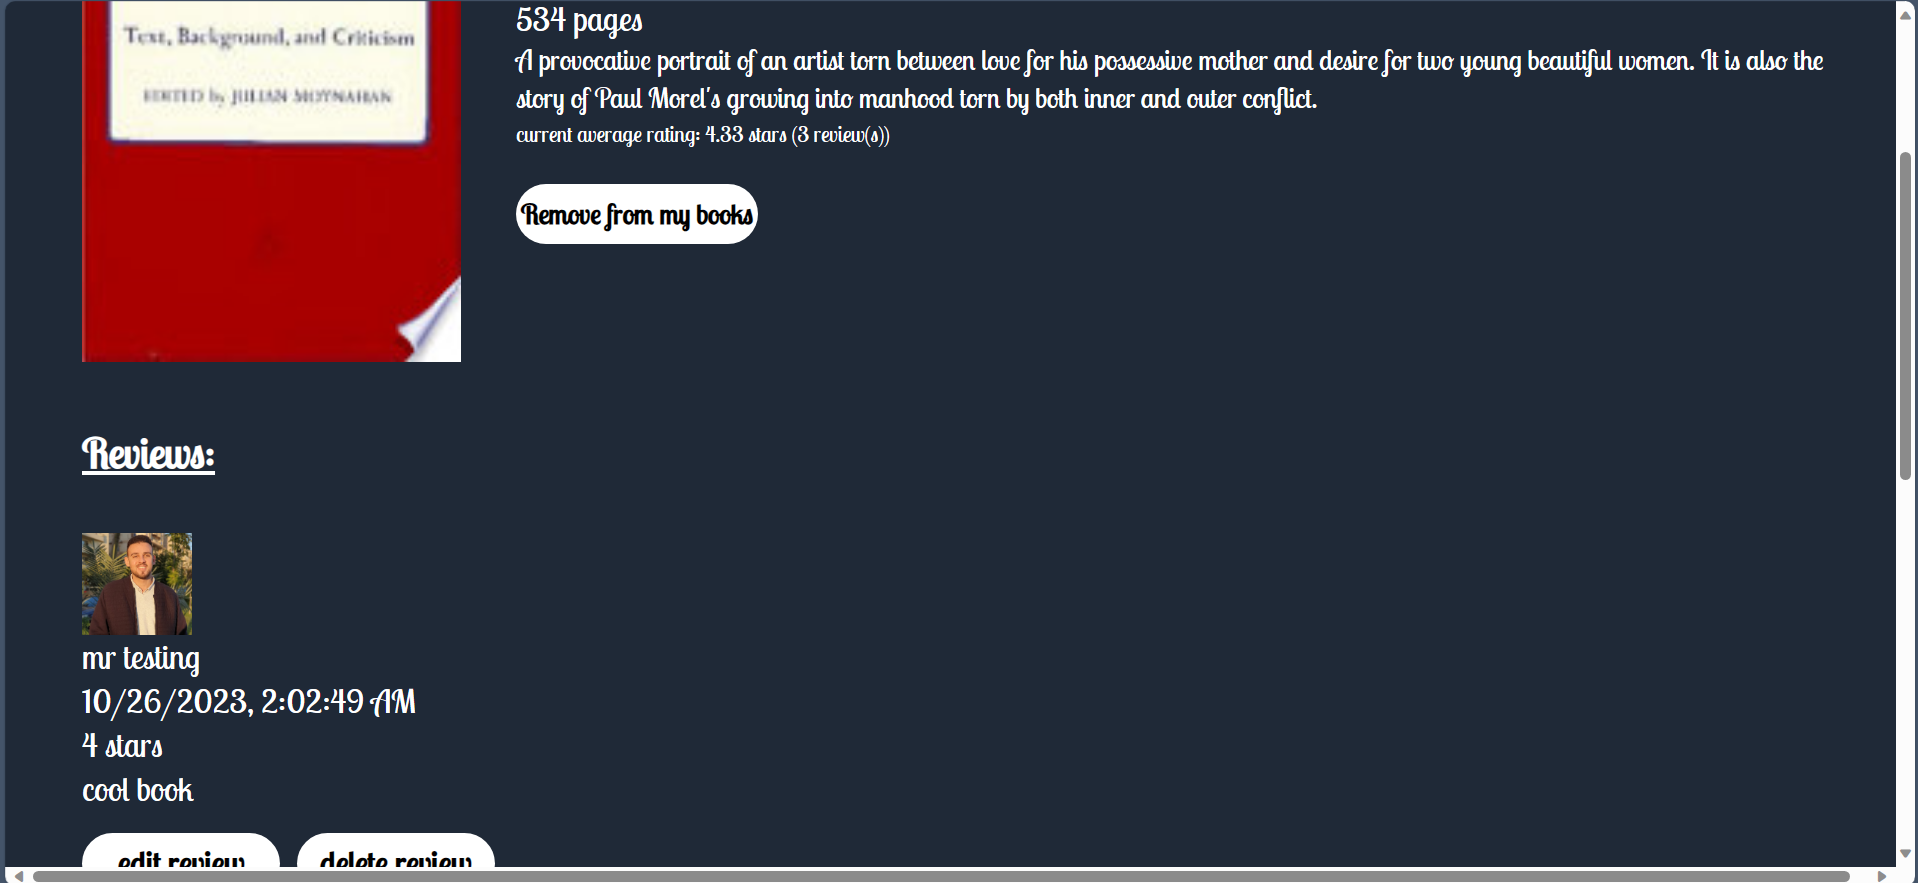 Text, Background, and Criticism
EDITED by JULIAN MOYNAHAN
534 pages
A provocative portrait of an artist torn between love for his possessive mother and desire for two young beautiful women. It is also the
story of Paul Morel's growing into manhood torn by both inner and outer conflict.
current average rating: 4.33 stars (3 review(s))
Remove from my books
Reviews:
mr testing
10/26/2023, 2:02:49 AM
4 stars
cool book
edit review
delete review